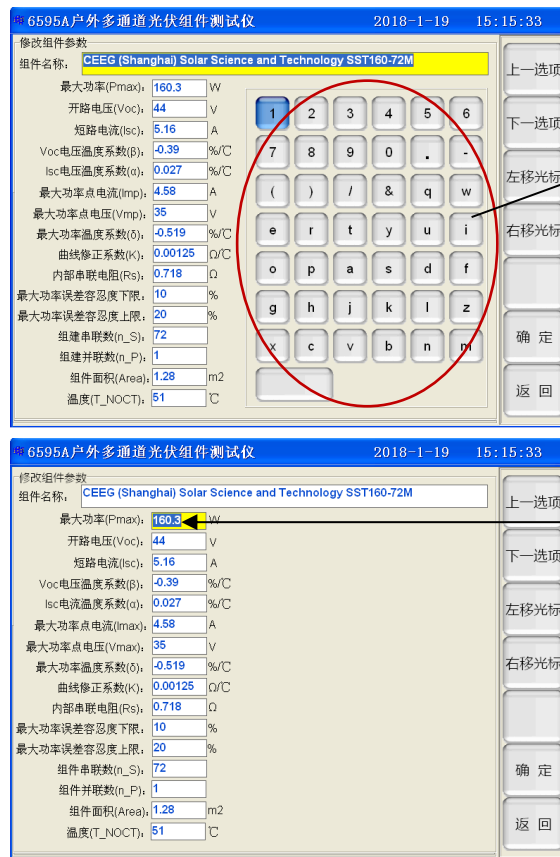 6595A户外多通道光伏组件测试仪 2018-1-19 15:15:33
修改组件参数
组件名称: CEEG (Shanghai) Solar Science and Technology SST160-72M
最大功率(Pmax): 160.3 W
开路电压(Voc): 44 V
短路电流(Isc): 5.16 A
Voc电压温度系数(β): -0.39 %/℃
Isc电流温度系数(α): 0.027 %/℃
最大功率点电流(Imp): 4.58 A
最大功率点电压(Vmp): 35 V
最大功率温度系数(δ): -0.519 %/℃
曲线修正系数(K): 0.00125 Ω/℃
内部串联电阻(Rs): 0.718 Ω
最大功率误差容忍度下限: 10 %
最大功率误差容忍度上限: 20 %
组建串联数(n_S): 72
组建并联数(n_P): 1
组件面积(Area): 1.28 m2
温度(T_NOCT): 51 ℃
1 2 3 4 5 6
7 8 9 0 . -
( ) / & q w
e r t y u i
o p a s d f
g h j k l z
x c v b n m
上一选项
下一选项
左移光标
右移光标
确 定
返 回
6595A户外多通道光伏组件测试仪 2018-1-19 15:15:33
修改组件参数
组件名称: CEEG (Shanghai) Solar Science and Technology SST160-72M
最大功率(Pmax): 160.3 W
开路电压(Voc): 44 V
短路电流(Isc): 5.16 A
Voc电压温度系数(β): -0.39 %/℃
Isc电流温度系数(α): 0.027 %/℃
最大功率点电流(Imax): 4.58 A
最大功率点电压(Vmax): 35 V
最大功率温度系数(δ): -0.519 %/℃
曲线修正系数(K): 0.00125 Ω/℃
内部串联电阻(Rs): 0.718 Ω
最大功率误差容忍度下限: 10 %
最大功率误差容忍度上限: 20 %
组件串联数(n_S): 72
组件并联数(n_P): 1
组件面积(Area): 1.28 m2
温度(T_NOCT): 51 ℃
上一选项
下一选项
左移光标
右移光标
确 定
返 回